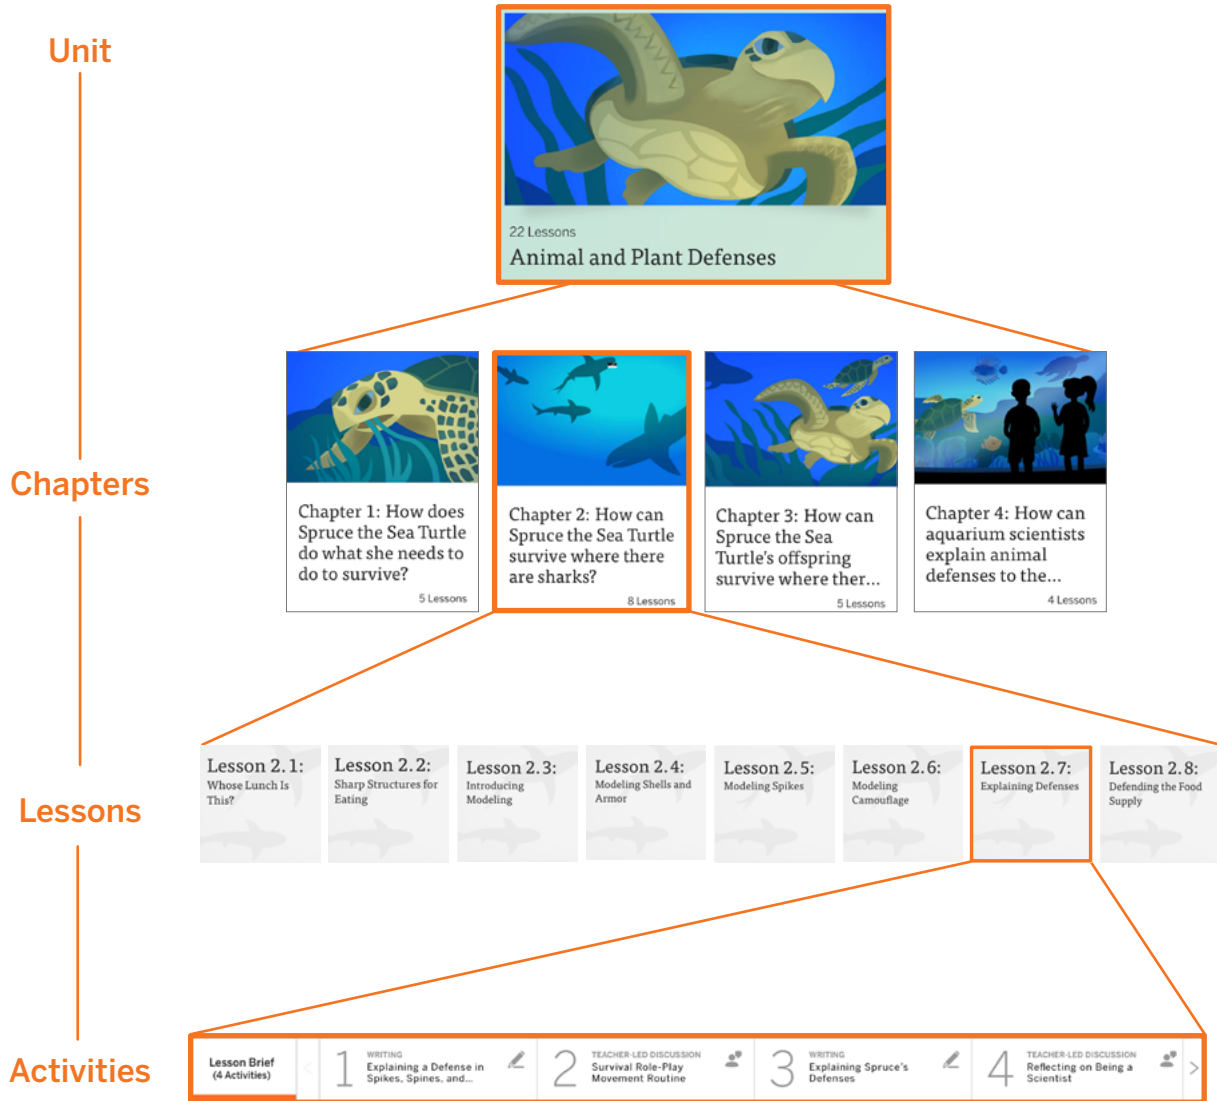 Unit
22 Lessons
Animal and Plant Defenses
Chapters
Chapter 1: How does
Spruce the Sea Turtle
do what she needs to
do to survive?
5 Lessons
Chapter 2: How can
Spruce the Sea Turtle
survive where there
are sharks?
8 Lessons
Chapter 3: How can
Spruce the Sea
Turtle's offspring
survive where ther...
5 Lessons
Chapter 4: How can
aquarium scientists
explain animal
defenses to the...
4 Lessons
Lessons
Lesson 2.1:
Whose Lunch Is
This?
Lesson 2.2:
Sharp Structures for
Eating
Lesson 2.3:
Introducing
Modeling
Lesson 2.4:
Modeling Shells and
Armor
Lesson 2.5:
Modeling Spikes
Lesson 2.6:
Modeling
Camouflage
Lesson 2.7:
Explaining Defenses
Lesson 2.8:
Defending the Food
Supply
Activities
Lesson Brief
(4 Activities)
1
WRITING
Explaining a Defense in
Spikes, Spines, and...
2
TEACHER-LED DISCUSSION
Survival Role-Play
Movement Routine
3
WRITING
Explaining Spruce's
Defenses
4
TEACHER-LED DISCUSSION
Reflecting on Being a
Scientist